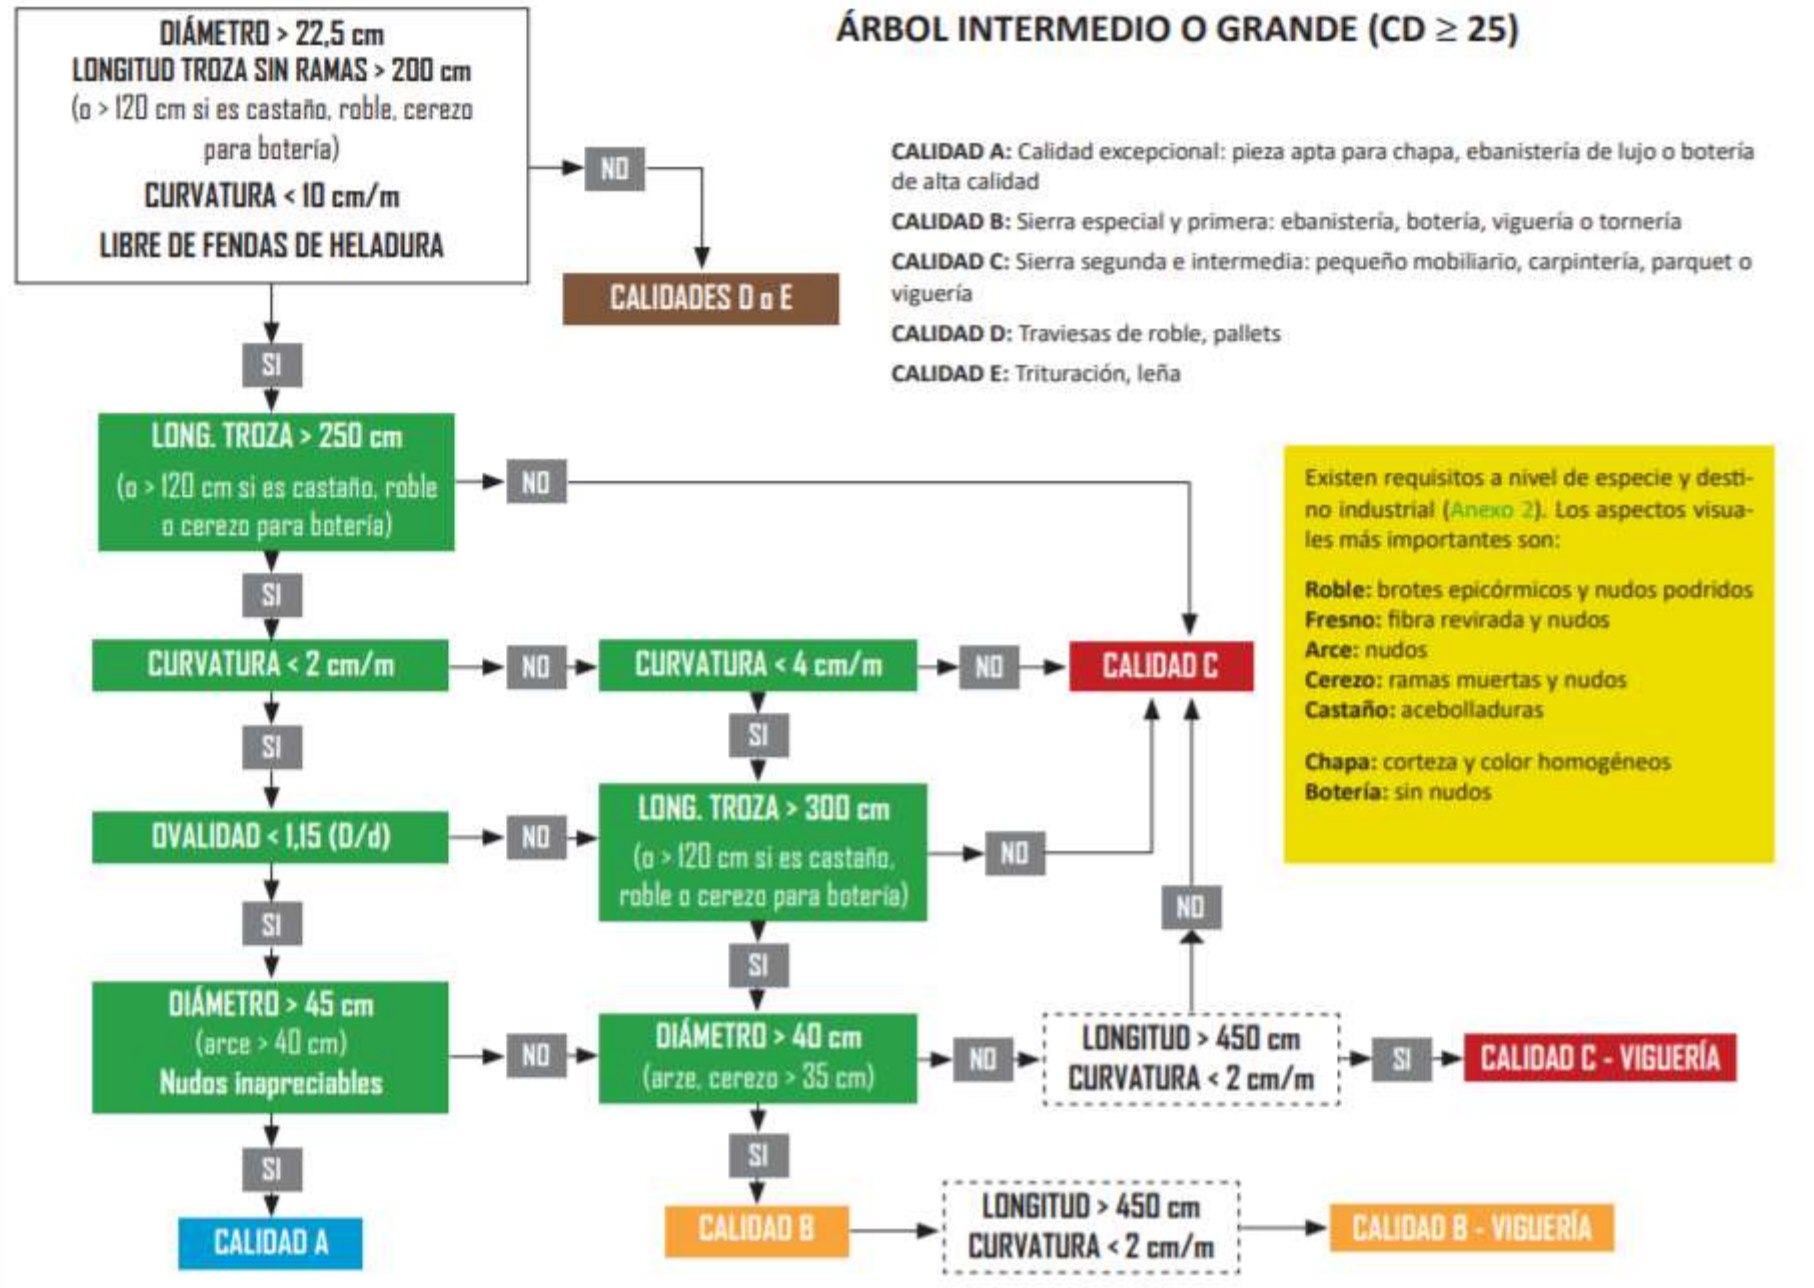 DIÁMETRO > 22,5 cm
LONGITUD TROZA SIN RAMAS > 200 cm
(o > 120 cm si es castaño, roble, cerezo
para botería)
CURVATURA < 10 cm/m
LIBRE DE FENDAS DE HELADURA
ÁRBOL INTERMEDIO O GRANDE (CD ≥ 25)
NO
CALIDADES D o E
CALIDAD A: Calidad excepcional: pieza apta para chapa, ebanistería de lujo o botería
de alta calidad
CALIDAD B: Sierra especial y primera: ebanistería, botería, viguería o tornería
CALIDAD C: Sierra segunda e intermedia: pequeño mobiliario, carpintería, parquet o
viguería
CALIDAD D: Traviesas de roble, pallets
CALIDAD E: Trituración, leña
SI
LONG. TROZA > 250 cm
(o > 120 cm si es castaño, roble
o cerezo para botería)
NO
Existen requisitos a nivel de especie y desti-
no industrial (Anexo 2). Los aspectos visua-
les más importantes son:
Roble: brotes epicórmicos y nudos podridos
Fresno: fibra revirada y nudos
Arce: nudos
Cerezo: ramas muertas y nudos
Castaño: acebolladuras
Chapa: corteza y color homogéneos
Botería: sin nudos
SI
CURVATURA < 2 cm/m
NO
CURVATURA < 4 cm/m
NO
CALIDAD C
SI
SI
OVALIDAD < 1,15 (D/d)
NO
LONG. TROZA > 300 cm
(o > 120 cm si es castaño,
roble o cerezo para botería)
NO
NO
SI
SI
DIÁMETRO > 45 cm
(arce > 40 cm)
Nudos inapreciables
NO
DIÁMETRO > 40 cm
(arze, cerezo > 35 cm)
NO
LONGITUD > 450 cm
CURVATURA < 2 cm/m
SI
CALIDAD C - VIGUERÍA
SI
SI
CALIDAD A
CALIDAD B
LONGITUD > 450 cm
CURVATURA < 2 cm/m
CALIDAD B - VIGUERÍA